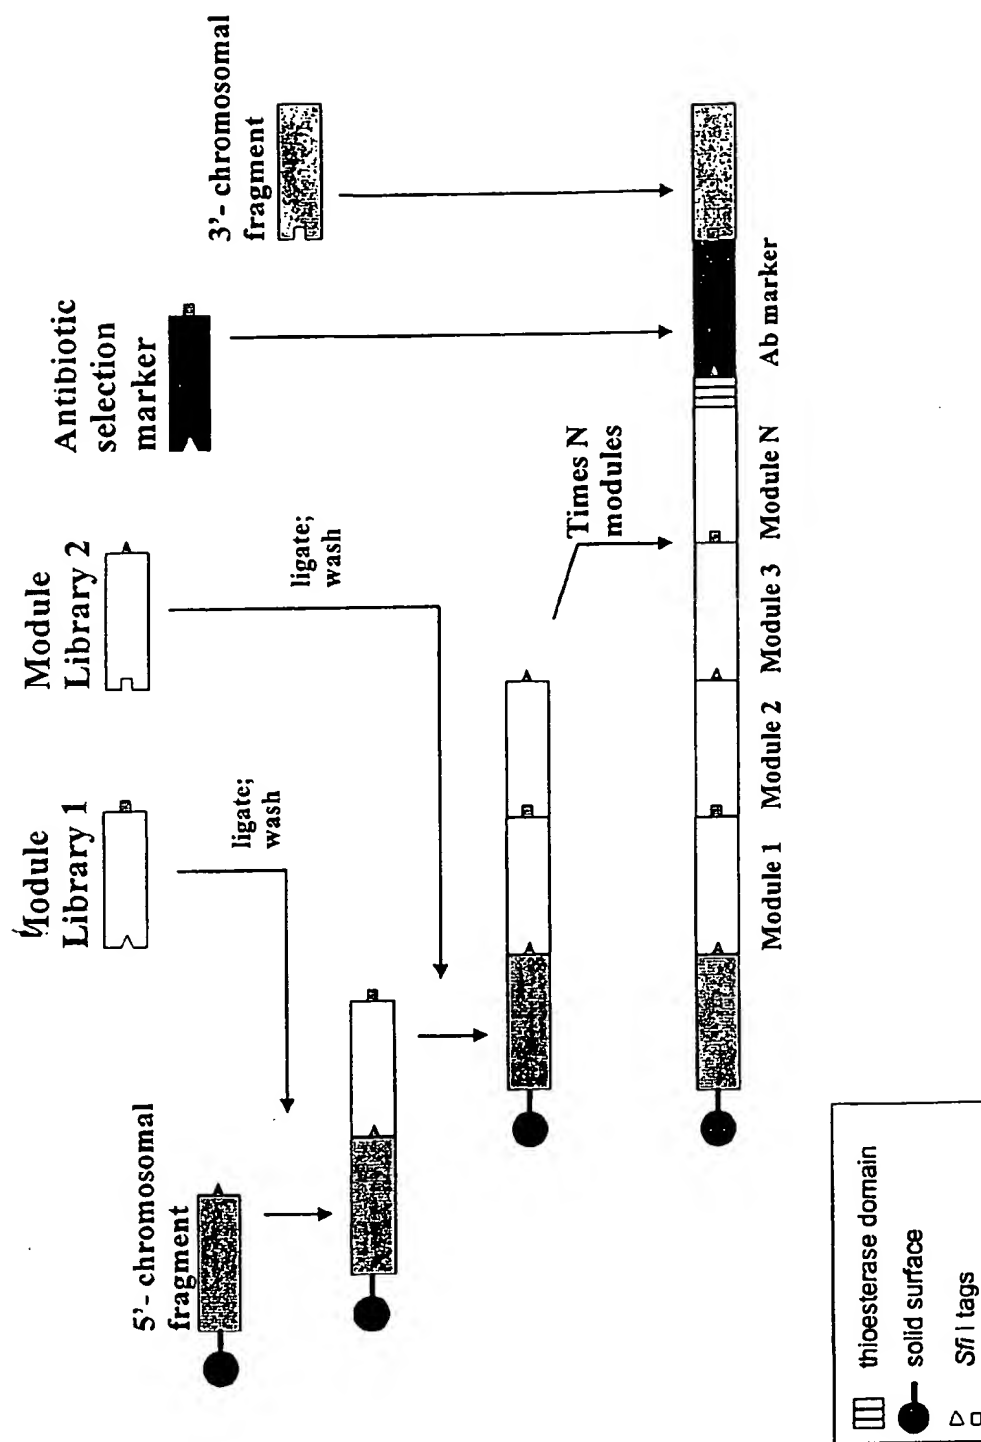 5'- chromosomal
fragment
Module
Library 1
ligate;
wash
Module
Library 2
ligate;
wash
Antibiotic
selection
marker
3'- chromosomal
fragment
Times N
modules
Module 1
Module 2
Module 3
Module N
Ab marker
thioesterase domain
solid surface
Sfi I tags